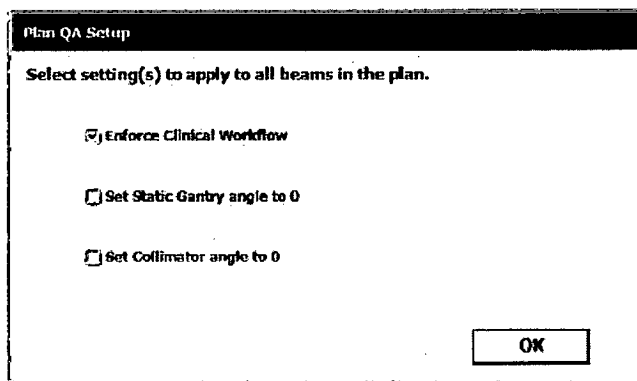 Plan QA Setup
Select setting(s) to apply to all beams in the plan.
Enforce Clinical Workflow
Set Static Gantry angle to 0
Set Collimator angle to 0
OK